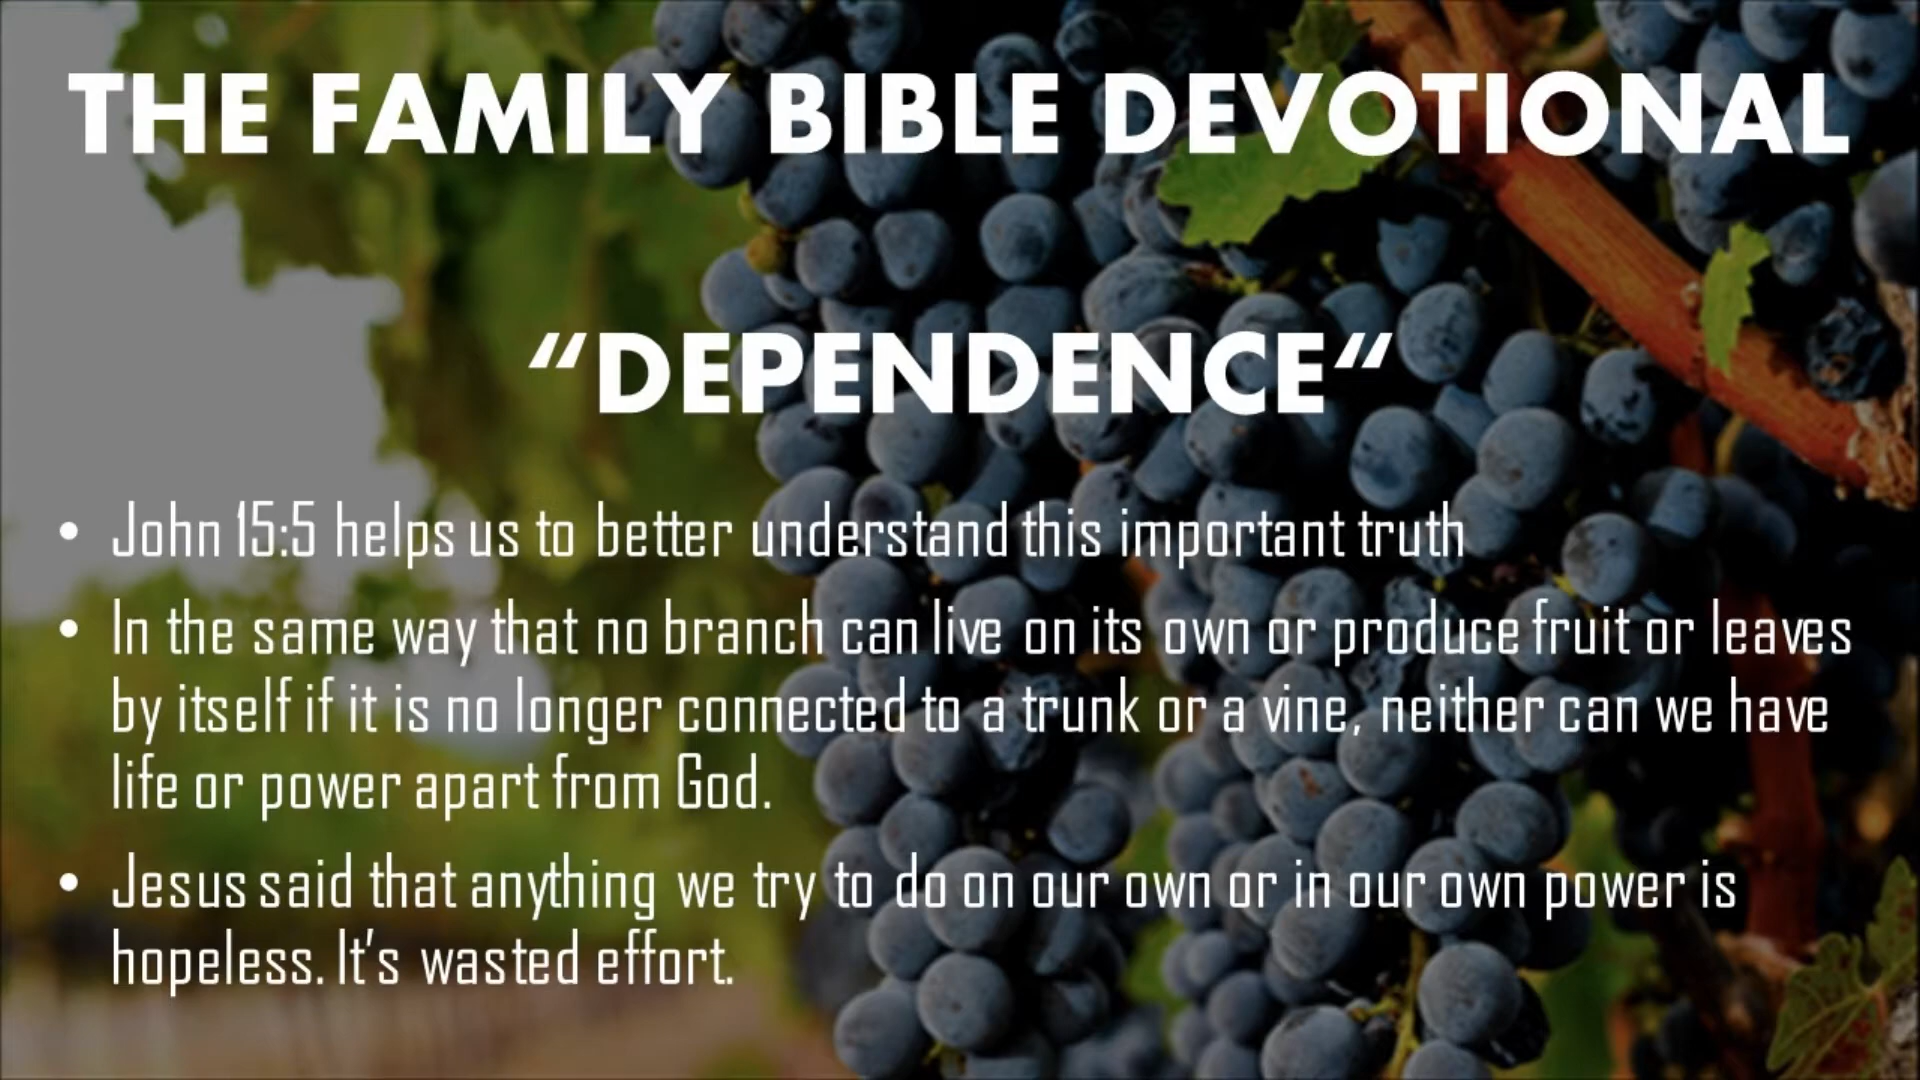 THE FAMILY BIBLE DEVOTIONAL
“DEPENDENCE“
• John 15:5 helps us to better understand this important truth
• In the same way that no branch can live on its own or produce fruit or leaves
by itself if it is no longer connected to a trunk or a vine, neither can we have
life or power apart from God.
• Jesus said that anything we try to do on our own or in our own power is
hopeless. It’s wasted effort.